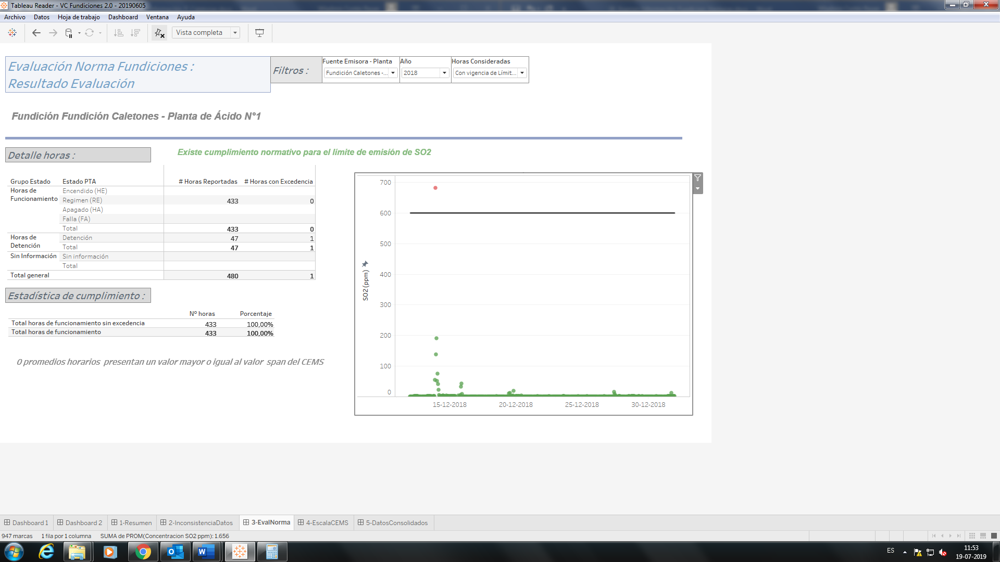 Tableau Reader - VC Fundiciones 2.0 - 20190605
Archivo Datos Hoja de trabajo Dashboard Ventana Ayuda
Vista completa
Evaluación Norma Fundiciones :
Resultado Evaluación
Filtros :
Fuente Emisora - Planta Año Horas Consideradas
Fundición Caletones -... 2018 Con vigencia de Límit...
Fundición Fundición Caletones - Planta de Ácido N°1
Detalle horas :
Existe cumplimiento normativo para el límite de emisión de SO2
Grupo Estado Estado PTA # Horas Reportadas # Horas con Excedencia
Horas de Funcionamiento
Encendido (HE)
Regimen (RE) 433 0
Apagado (HA)
Falla (FA)
Total 433 0
Horas de Detención
Detención 47 1
Total 47 1
Sin Información Sin información
Total
Total general 480 1
Estadística de cumplimiento :
N° horas Porcentaje
Total horas de funcionamiento sin excedencia 433 100,00%
Total horas de funcionamiento 433 100,00%
0 promedios horarios presentan un valor mayor o igual al valor span del CEMS
SO2 (ppm)
700
600
500
400
300
200
100
0
15-12-2018 20-12-2018 25-12-2018 30-12-2018
Dashboard 1 Dashboard 2 1-Resumen 2-InconsistenciaDatos 3-EvalNorma 4-EscalaCEMS 5-DatosConsolidados
947 marcas 1 fila por 1 columna SUMA de PROM(Concentracion SO2 ppm): 1.656
ES
11:53
19-07-2019